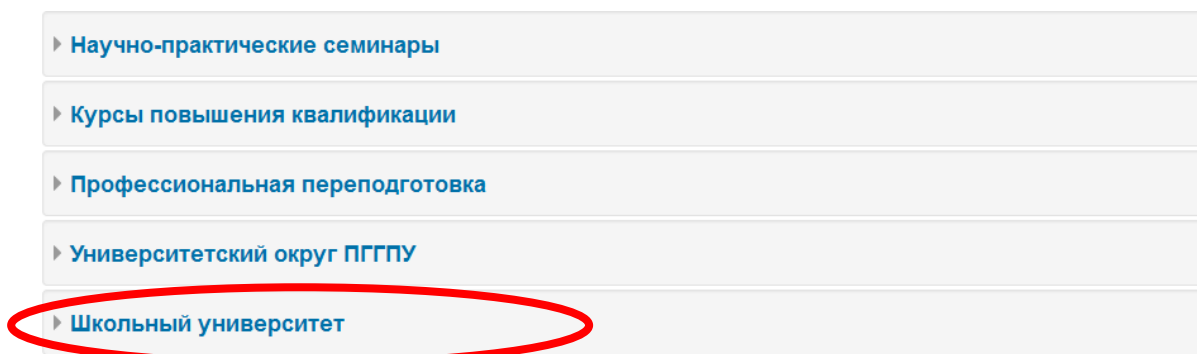 Научно-практические семинары
Курсы повышения квалификации
Профессиональная переподготовка
Университетский округ ПГГПУ
Школьный университет